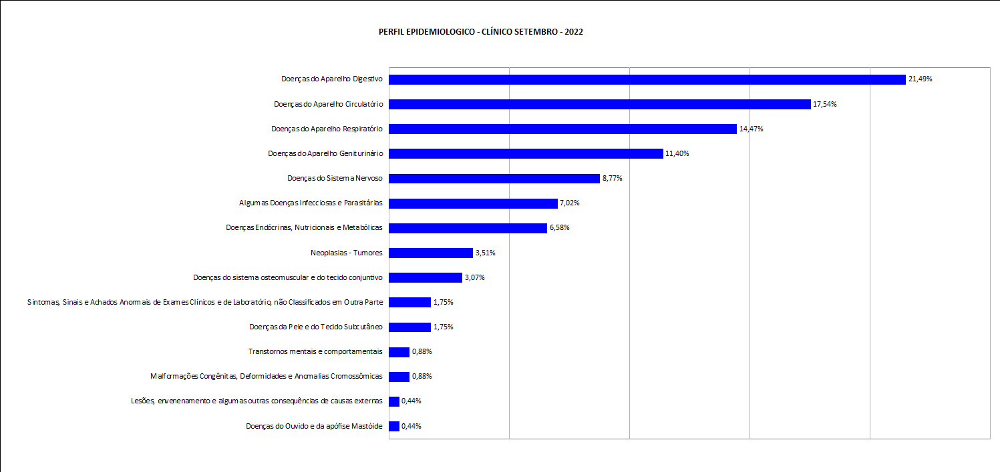 PERFIL EPIDEMIOLOGICO - CLÍNICO SETEMBRO - 2022
Doenças do Aparelho Digestivo 21,49%
Doenças do Aparelho Circulatório 17,54%
Doenças do Aparelho Respiratório 14,47%
Doenças do Aparelho Geniturinário 11,40%
Doenças do Sistema Nervoso 8,77%
Algumas Doenças Infecciosas e Parasitárias 7,02%
Doenças Endócrinas, Nutricionais e Metabólicas 6,58%
Neoplasias - Tumores 3,51%
Doenças do sistema osteomuscular e do tecido conjuntivo 3,07%
Sintomas, Sinais e Achados Anormais de Exames Clínicos e de Laboratório, não Classificados em Outra Parte 1,75%
Doenças da Pele e do Tecido Subcutâneo 1,75%
Transtornos mentais e comportamentais 0,88%
Malformações Congênitas, Deformidades e Anomalias Cromossômicas 0,88%
Lesões, envenenamento e algumas outras consequências de causas externas 0,44%
Doenças do Ouvido e da apófise Mastóide 0,44%